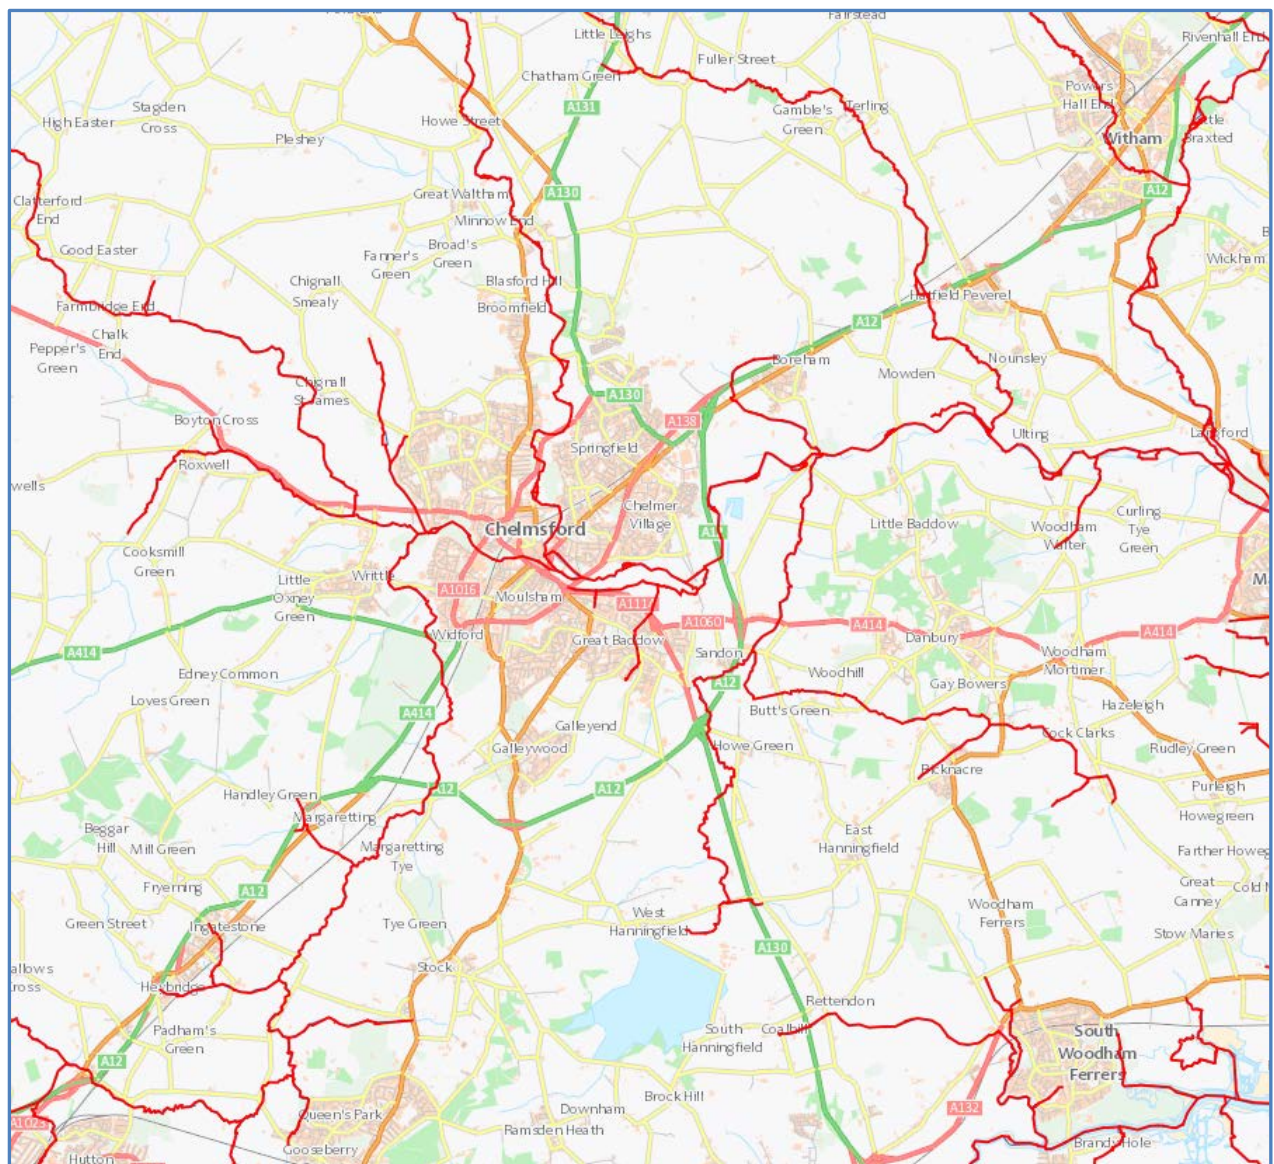 Fairstead
Little Leighs
Rivenhall End
Fuller Street
Chatham Green
Powers
Hall End
Stagden
Cross
A131
Gamble's
Green
Terling
High Easter
Howe Street
Pleshey
Witham
Braxted
A130
Great Waltham
A12
Clatterford
End
Minnow End
Good Easter
Broad's
Green
Fanner's
Green
Wickham
Chignall
Smealy
Blasford Hill
Hatfield Peverel
Farmbridge End
Broomfield
A12
Chalk
End
Pepper's
Green
Boreham
Nounsley
Mowden
Chignall
St James
A130
Boyton Cross
A138
Ulting
Langford
Springfield
Roxwell
wells
Chelmer
Village
Curling
Tye
Green
Chelmsford
Little Baddow
Woodham
Walter
Cooksmill
Green
Writtle
Little
Oxney
Green
A1016
Moulsham
A1060
A414
A414
Widford
Great Baddow
Danbury
A414
Sandon
Woodham
Mortimer
Edney Common
Woodhill
A12
Gay Bowers
Loves Green
Hazeleigh
A414
Butt's Green
Galleyend
Cock Clarks
Howe Green
Galleywood
Rudley Green
Bicknacre
Purleigh
A12
A12
Handley Green
Margaretting
Howegreen
Beggar
Hill
Mill Green
Margaretting
Tye
East
Hanningfield
Fryerning
A12
Great
Canney
Green Street
Ingatestone
Tye Green
West
Hanningfield
Woodham
Ferrers
Stow Maries
A130
Stock
Heybridge
Rettendon
Padham's
Green
South
Hanningfield
South
Woodham
Ferrers
A12
Brock Hill
Queen's Park
Downham
A132
A1023
Ramsden Heath
Gooseberry
Brandy Hole
Hutton